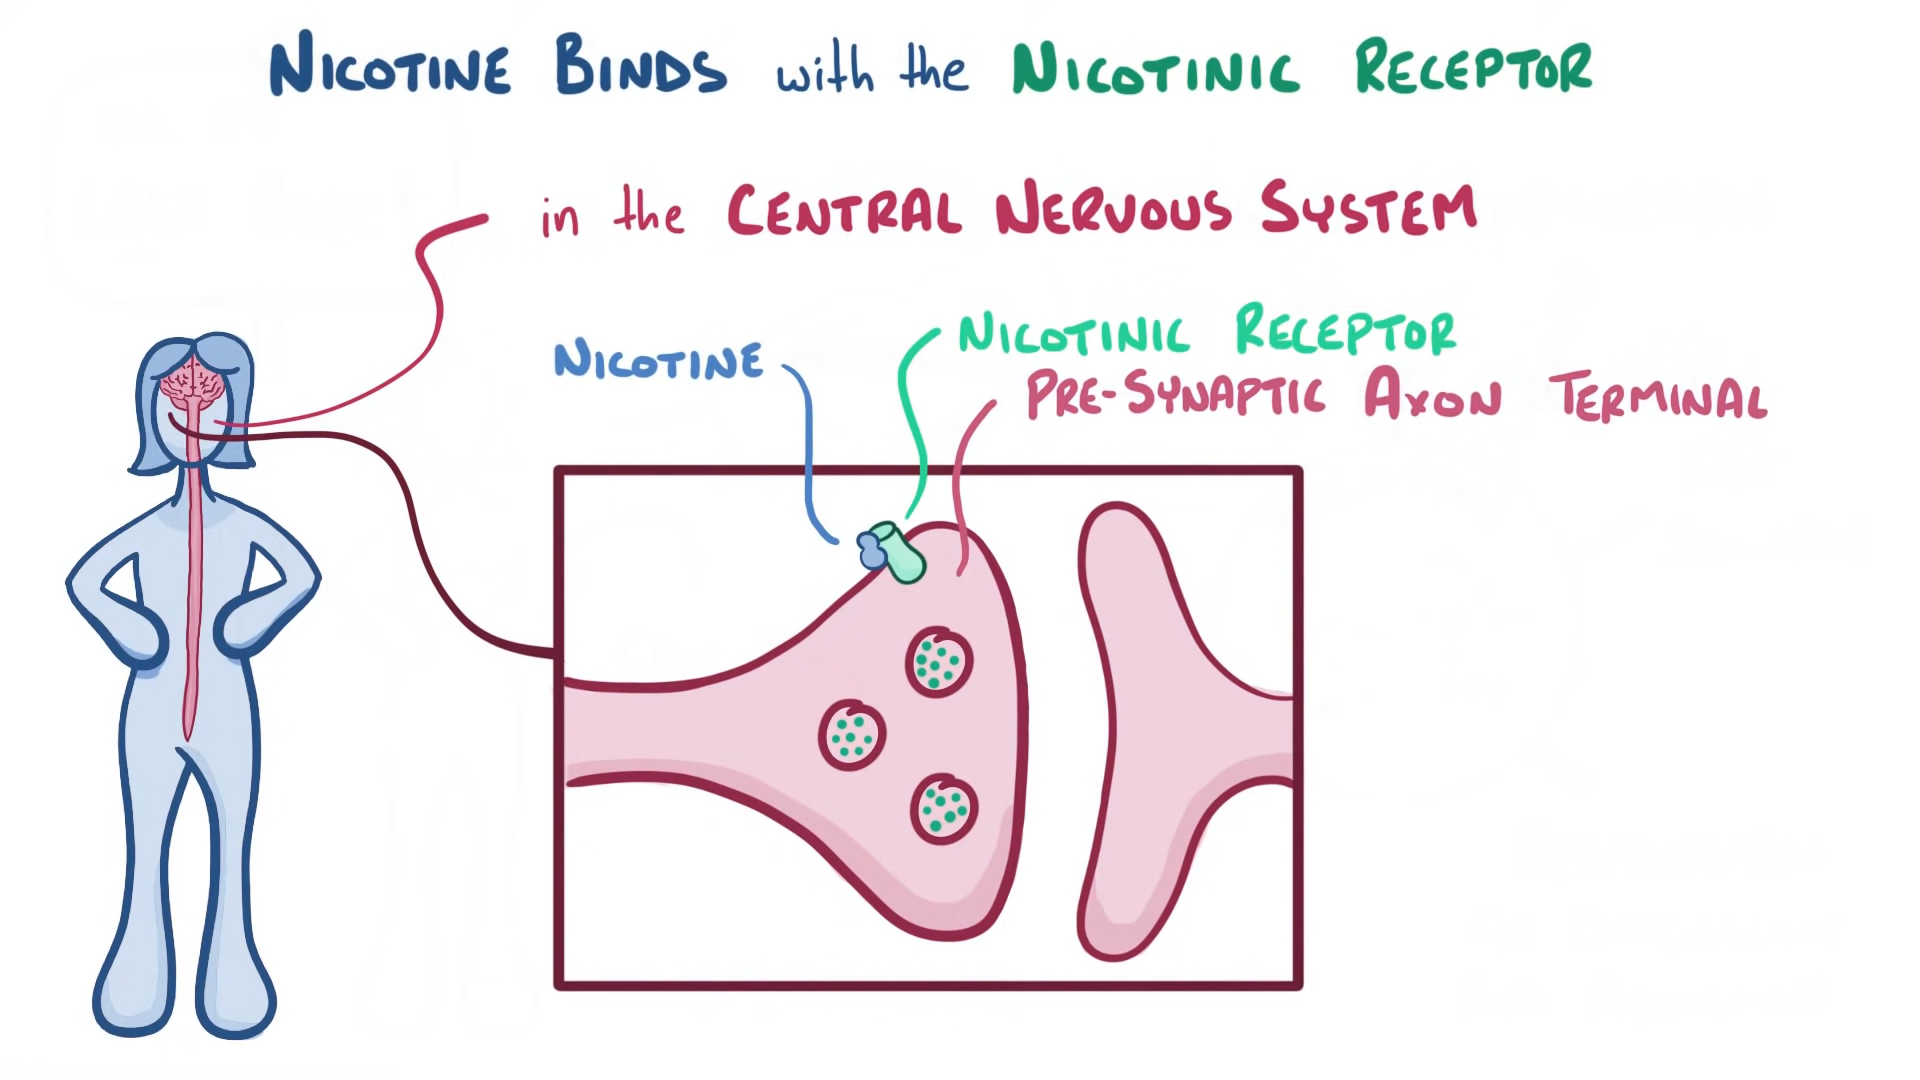 NICOTINE BINDS with the NICOTINIC RECEPTOR
in the CENTRAL NERVOUS SYSTEM
NICOTINE
NICOTINIC RECEPTOR
PRE-SYNAPTIC AXON TERMINAL